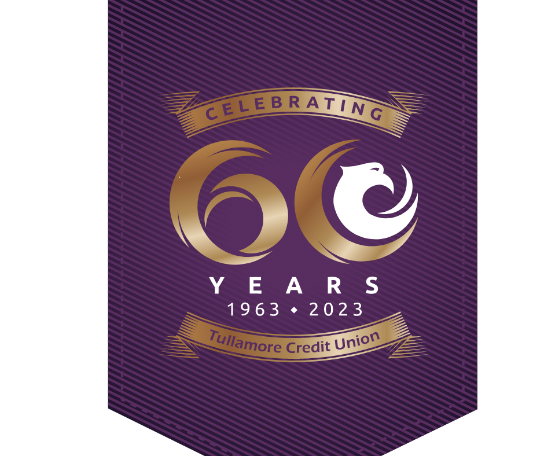 CELEBRATING
60
YEARS
1963 • 2023
Tullamore Credit Union